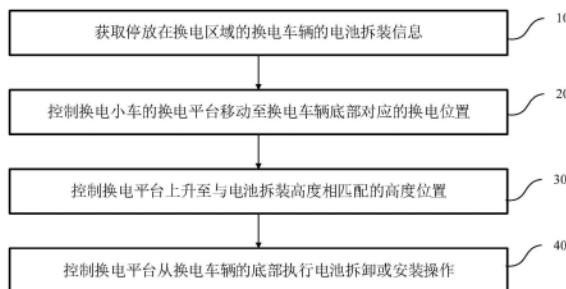 获取停放在换电区域的换电车辆的电池拆装信息
10
控制换电小车的换电平台移动至换电车辆底部对应的换电位置
20
控制换电平台上升至与电池拆装高度相匹配的高度位置
30
控制换电平台从换电车辆的底部执行电池拆卸或安装操作
40